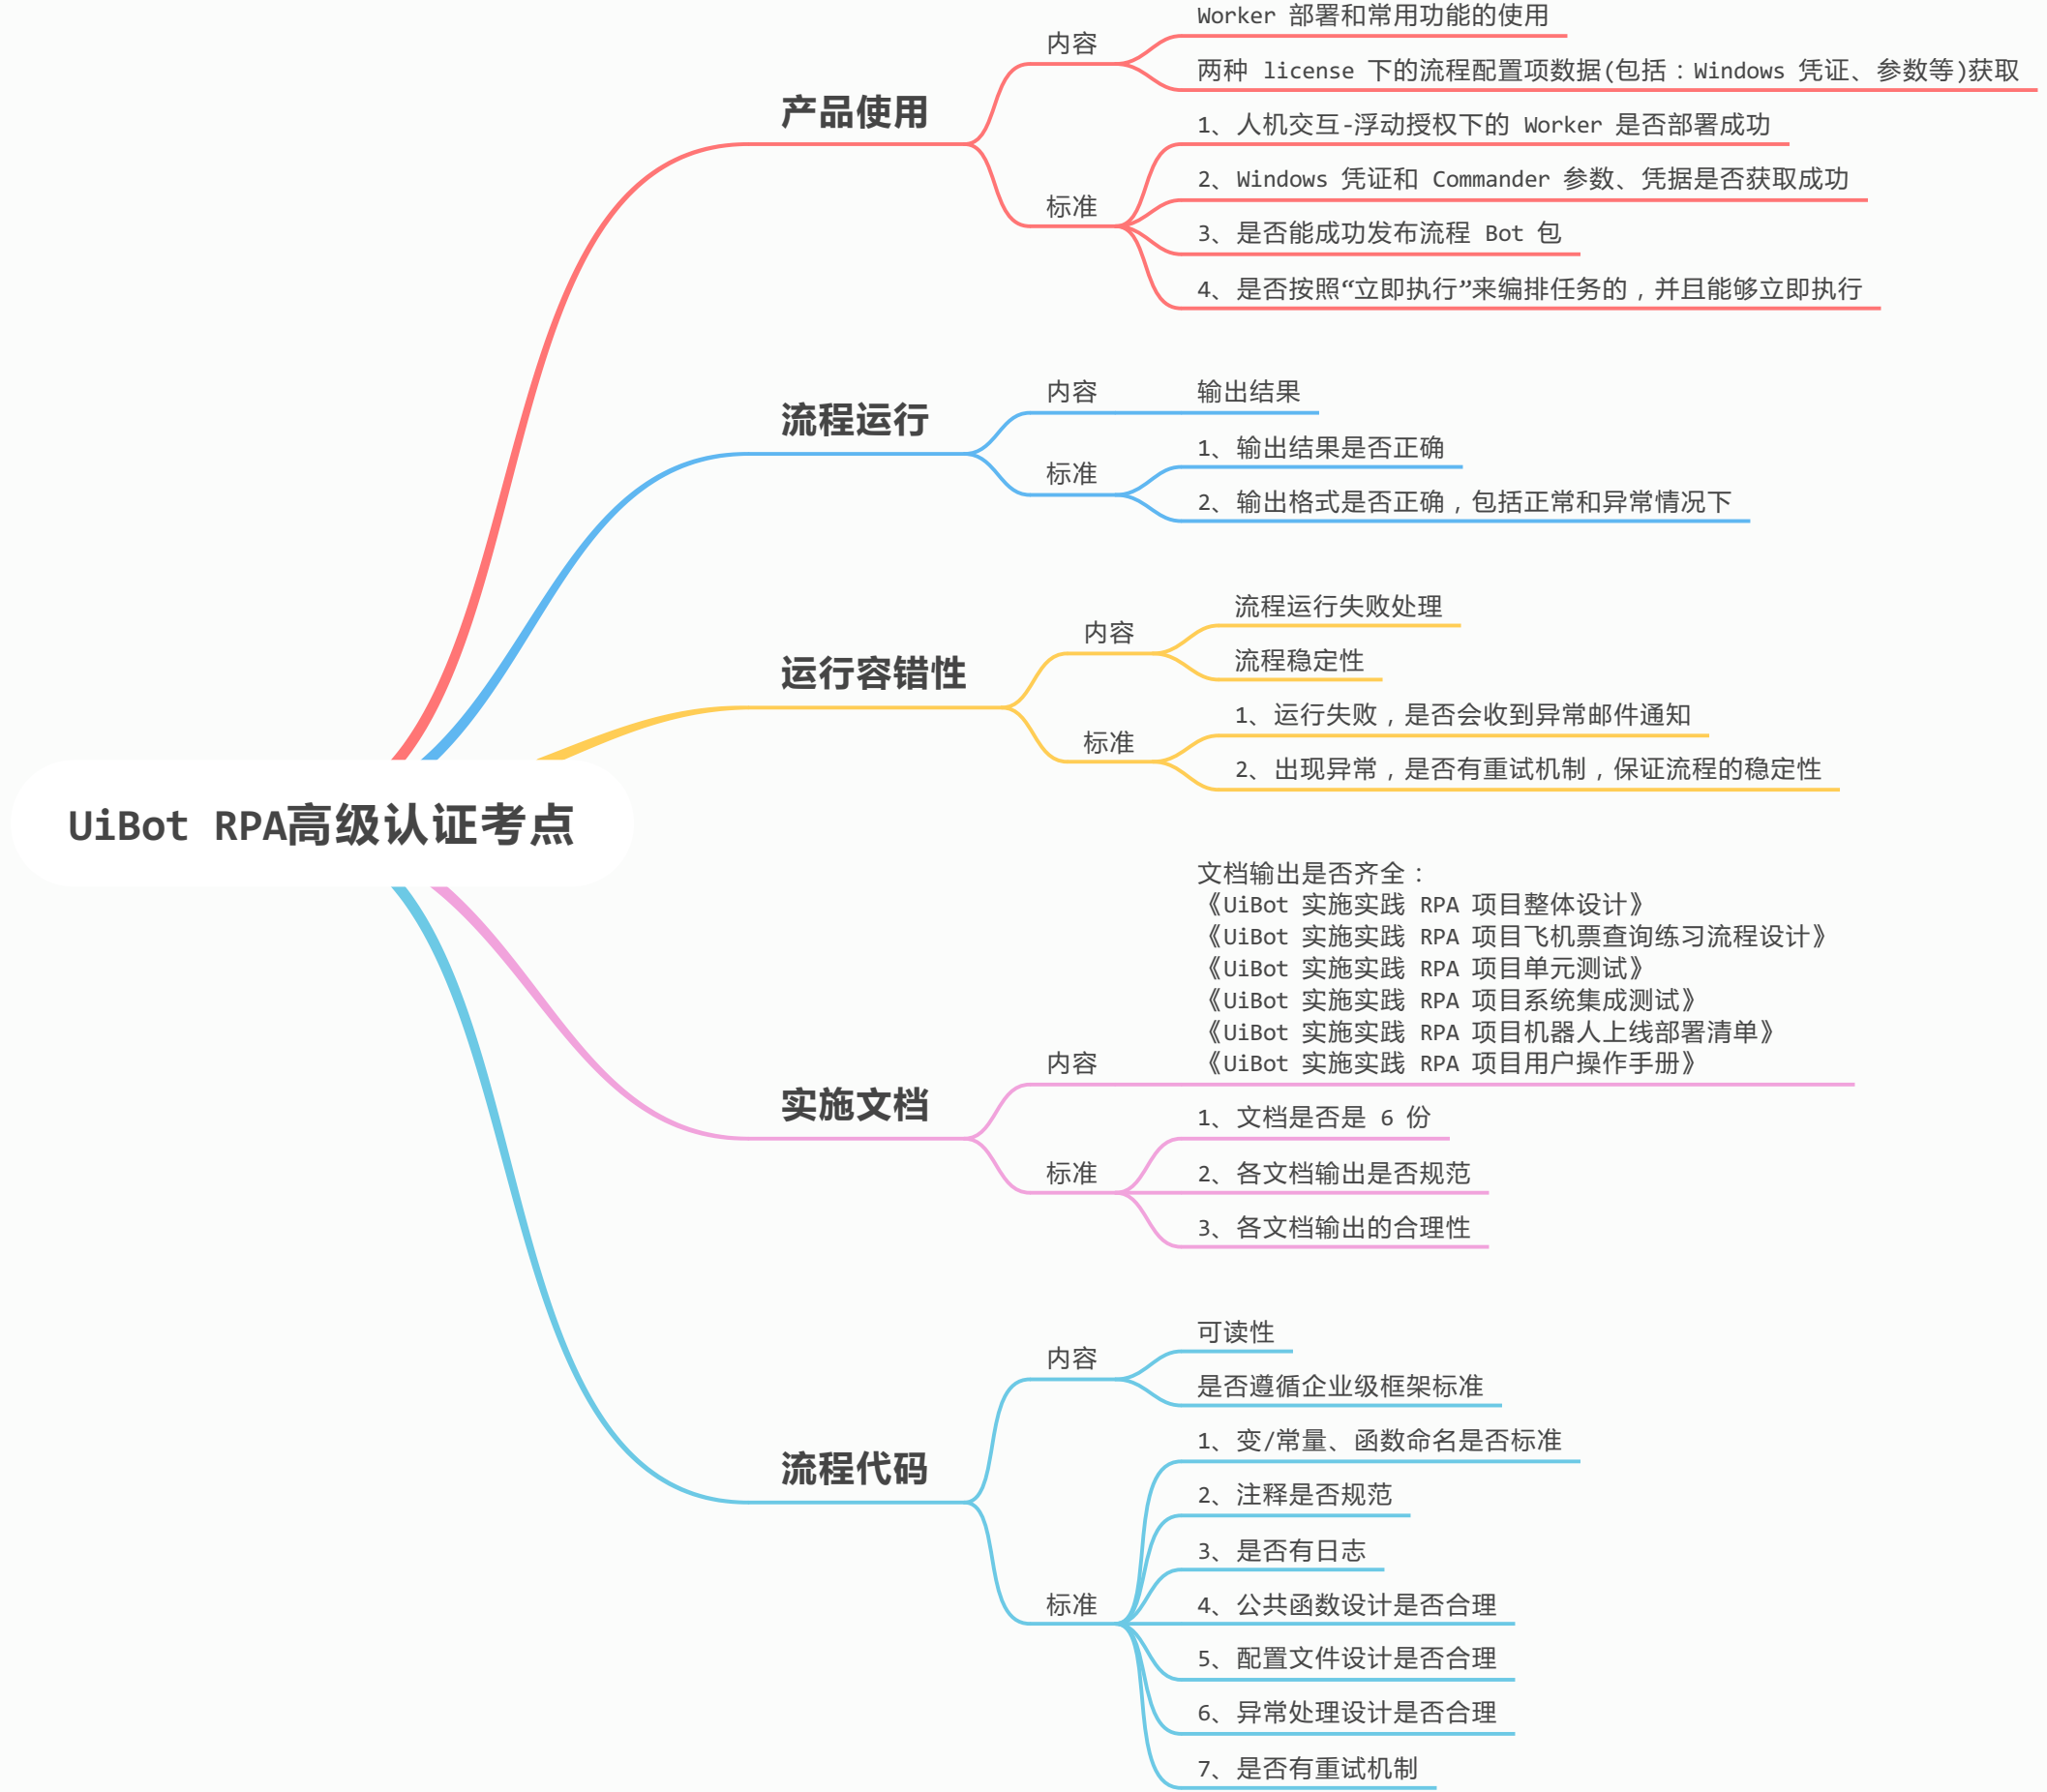 UiBot RPA高级认证考点
产品使用
内容
Worker 部署和常用功能的使用
两种 license 下的流程配置项数据(包括：Windows 凭证、参数等)获取
标准
1、人机交互-浮动授权下的 Worker 是否部署成功
2、Windows 凭证和 Commander 参数、凭据是否获取成功
3、是否能成功发布流程 Bot 包
4、是否按照“立即执行”来编排任务的，并且能够立即执行
流程运行
内容
输出结果
标准
1、输出结果是否正确
2、输出格式是否正确，包括正常和异常情况下
运行容错性
内容
流程运行失败处理
流程稳定性
标准
1、运行失败，是否会收到异常邮件通知
2、出现异常，是否有重试机制，保证流程的稳定性
实施文档
内容
文档输出是否齐全：
《UiBot 实施实践 RPA 项目整体设计》
《UiBot 实施实践 RPA 项目飞机票查询练习流程设计》
《UiBot 实施实践 RPA 项目单元测试》
《UiBot 实施实践 RPA 项目系统集成测试》
《UiBot 实施实践 RPA 项目机器人上线部署清单》
《UiBot 实施实践 RPA 项目用户操作手册》
标准
1、文档是否是 6 份
2、各文档输出是否规范
3、各文档输出的合理性
流程代码
内容
可读性
是否遵循企业级框架标准
标准
1、变/常量、函数命名是否标准
2、注释是否规范
3、是否有日志
4、公共函数设计是否合理
5、配置文件设计是否合理
6、异常处理设计是否合理
7、是否有重试机制